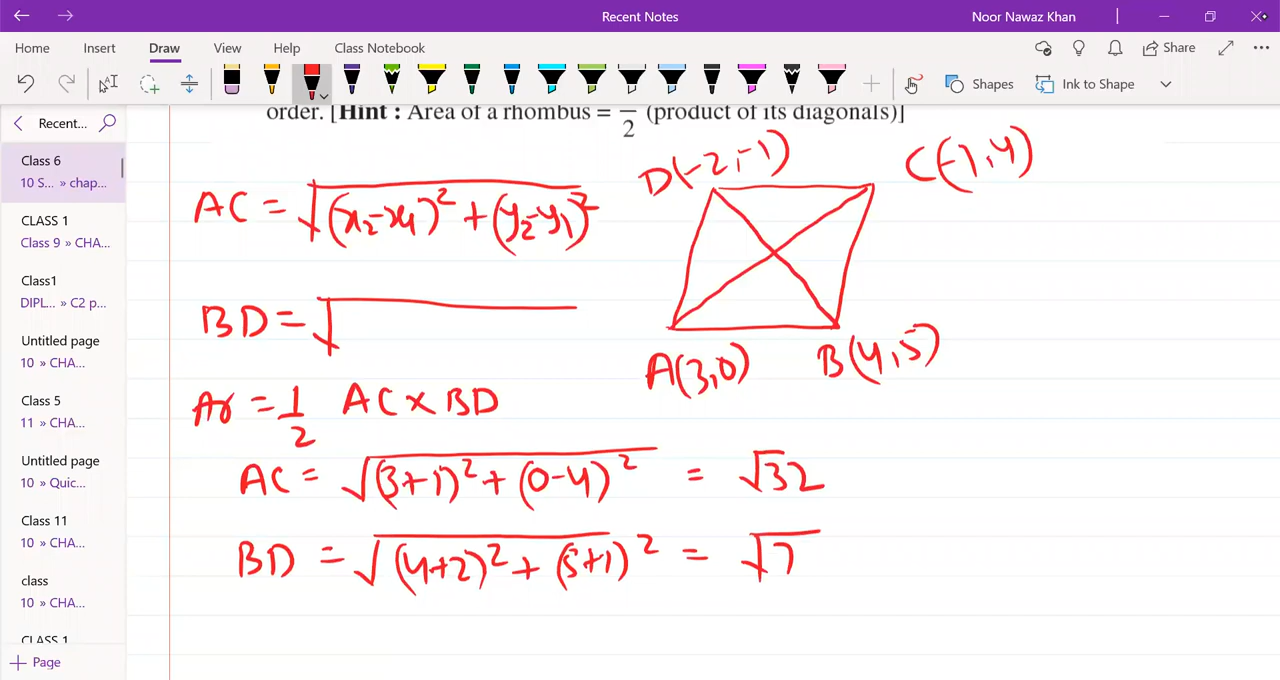 Recent Notes
Noor Nawaz Khan
Home Insert Draw View Help Class Notebook
Share
Shapes
Ink to Shape
Recent...
Class 6
10 S... » chap...
CLASS 1
Class 9 » CHA...
Class1
DIPL... » C2 p...
Untitled page
10 » CHA...
Class 5
11 » CHA...
Untitled page
10 » Quic...
Class 11
10 » CHA...
class
10 » CHA...
CLASS 1
+ Page
order. [Hint : Area of a rhombus = /2 (product of its diagonals)]
D(-2,-1)
C(-1,4)
AC = √(x₂-x₁)² + (y₂-y₁)²
BD = √
A(3,0)
B(4,5)
Ar = 1/2 AC × BD
AC = √(3+1)² + (0-4)² = √32
BD = √(4+2)² + (5+1)² = √7